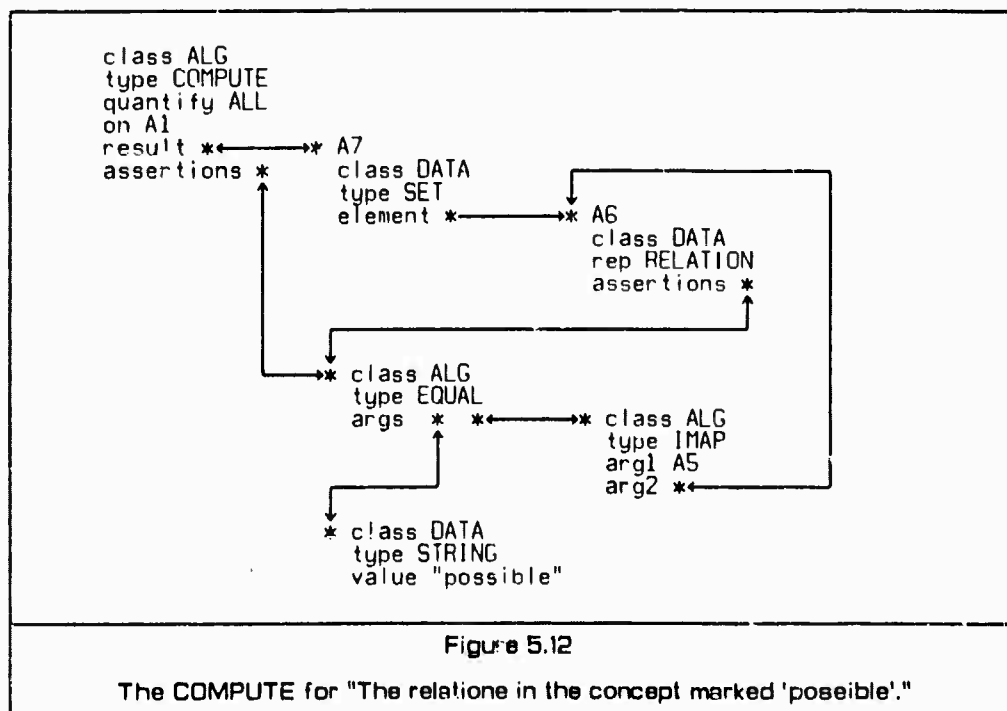 class ALG
type COMPUTE
quantify ALL
on A1
result * * A7
assertions * class DATA
type SET
element * * A6
class DATA
rep RELATION
assertions *
* class ALG
type EQUAL
args * * * class ALG
type IMAP
arg1 A5
arg2 *
* class DATA
type STRING
value "possible"
Figure 5.12
The COMPUTE for "The relatione in the concept marked 'poseible'."